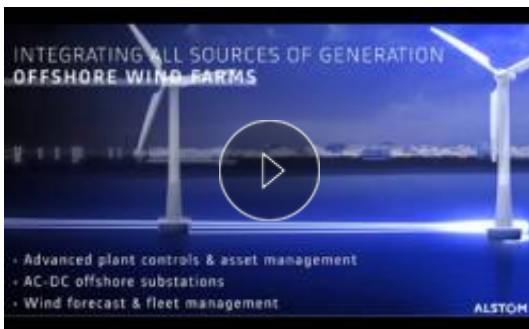 INTEGRATING ALL SOURCES OF GENERATION
OFFSHORE WIND FARMS
• Advanced plant controls & asset management
• AC-DC offshore substations
• Wind forecast & fleet management
ALSTOM